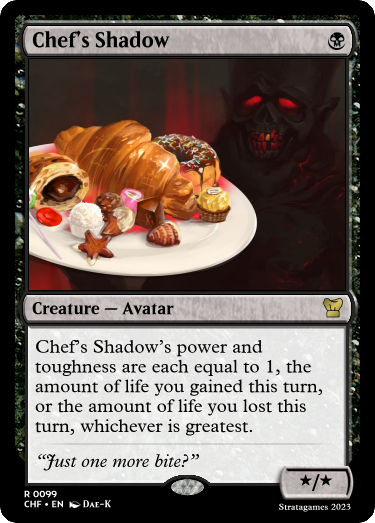 Chef's Shadow
Creature — Avatar
Chef's Shadow's power and
toughness are each equal to 1, the
amount of life you gained this turn,
or the amount of life you lost this
turn, whichever is greatest.
“Just one more bite?”
★/★
R 0099
CHF • EN DAE-K
Stratagames 2023